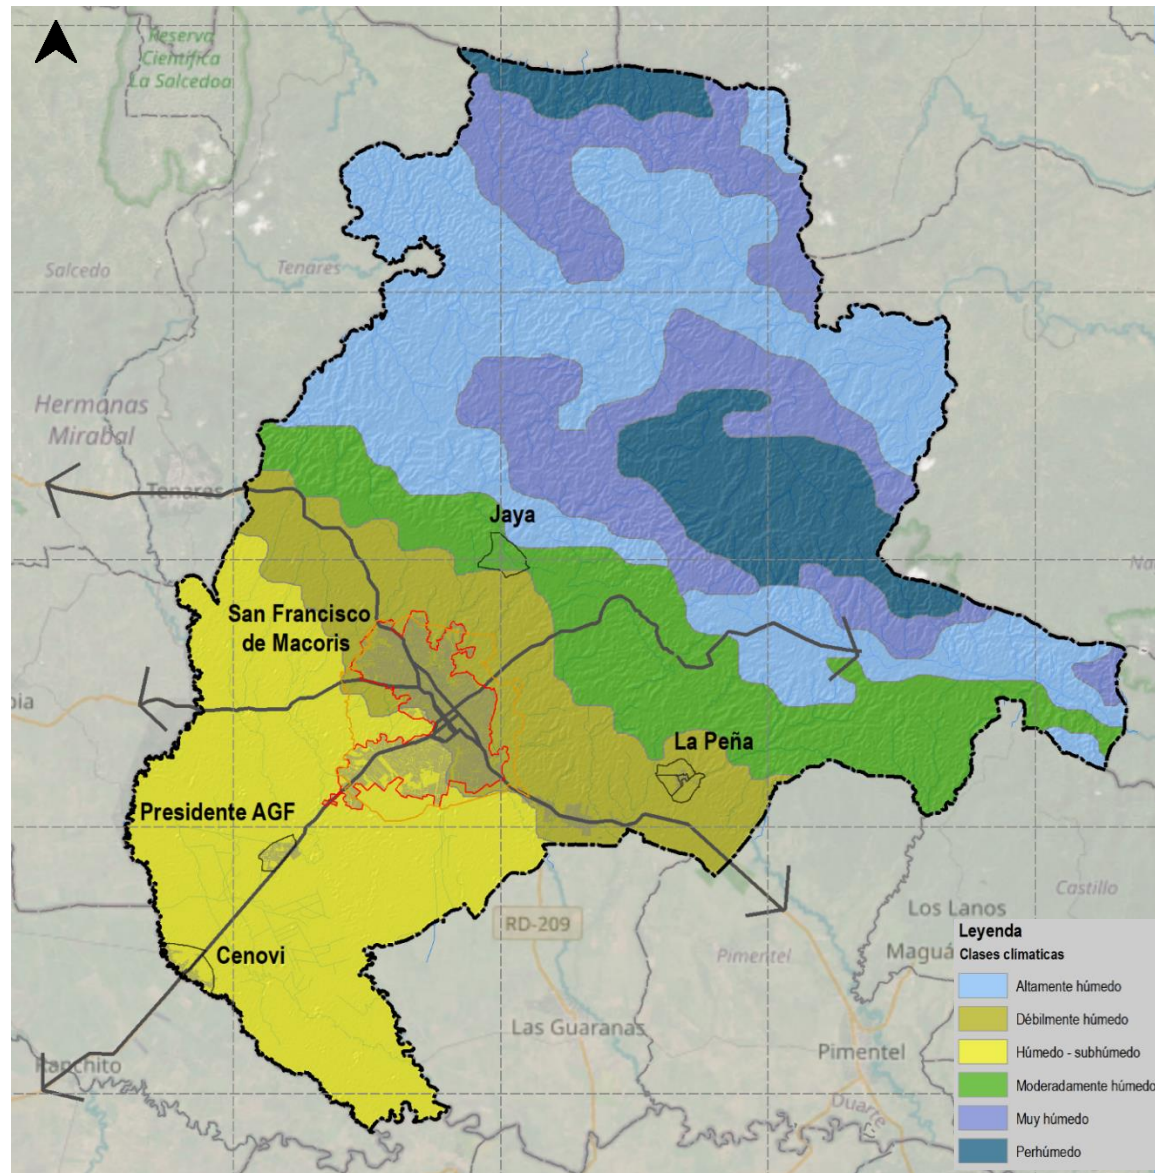 Reserva
Científica
La Salcedoa
Salcedo
Tenares
Hermanas
Mirabal
Tenares
Jaya
San Francisco
de Macoris
La Peña
Presidente AGF
Cenovi
RD-209
Pimentel
Castillo
Los Lanos
Las Guaranas
Pimentel
Ranchito
Duarte
Leyenda
Clases climaticas
Altamente húmedo
Débilmente húmedo
Húmedo - subhúmedo
Moderadamente húmedo
Muy húmedo
Perhúmedo